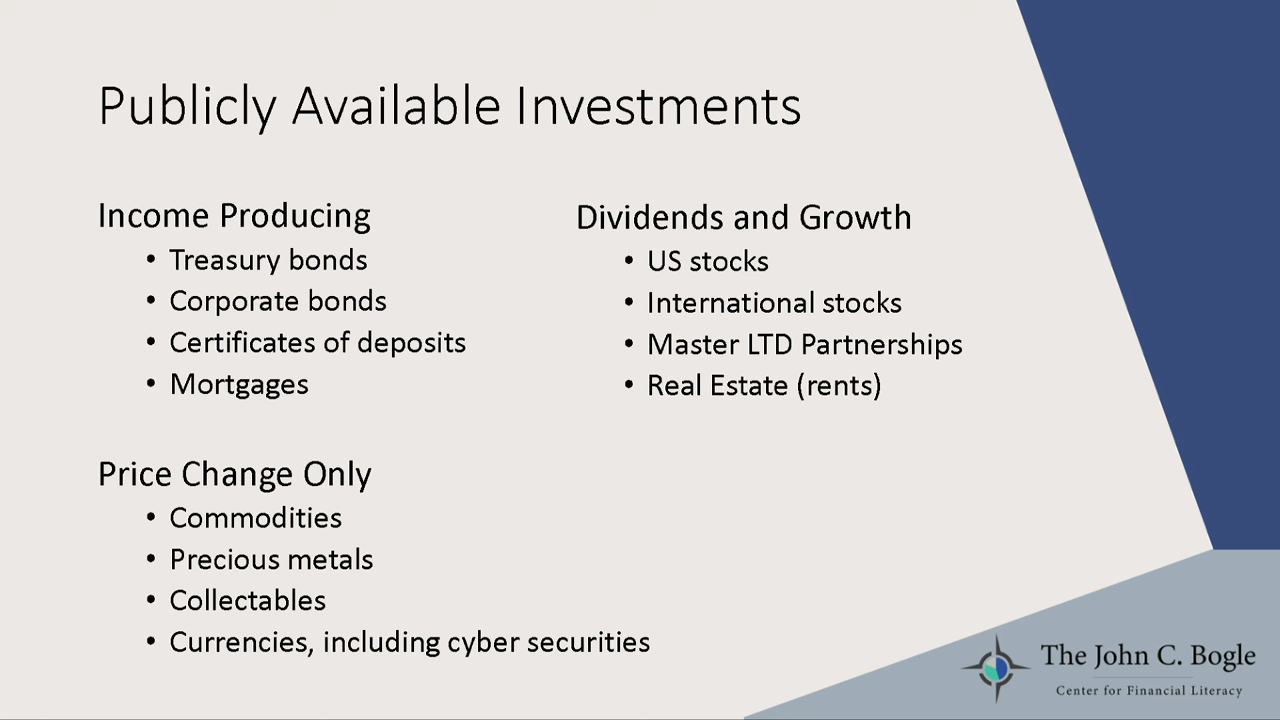 Publicly Available Investments
Income Producing
• Treasury bonds
• Corporate bonds
• Certificates of deposits
• Mortgages
Dividends and Growth
• US stocks
• International stocks
• Master LTD Partnerships
• Real Estate (rents)
Price Change Only
• Commodities
• Precious metals
• Collectables
• Currencies, including cyber securities
The John C. Bogle
Center for Financial Literacy